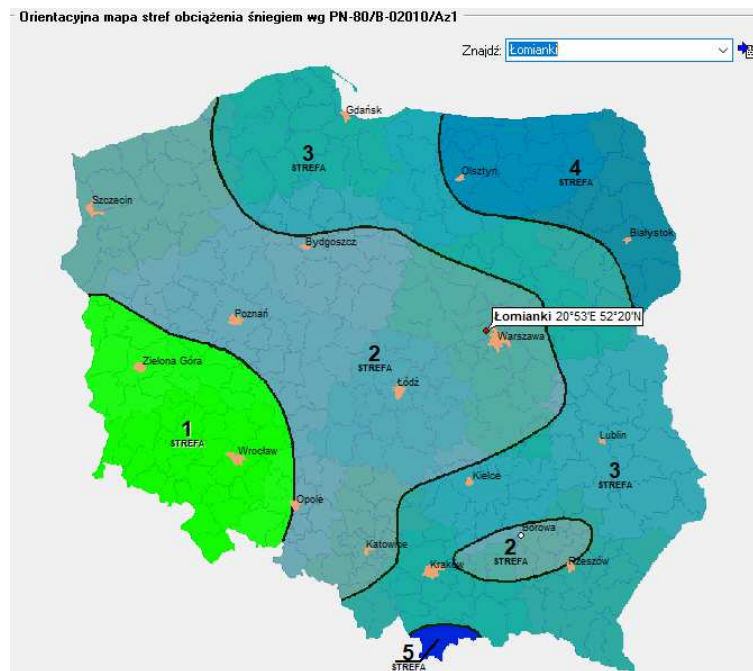 Orientacyjna mapa stref obciążenia śniegiem wg PN-80/B-02010/Az1
Znajdź: Łomianki
Gdańsk
3
STREFA
4
STREFA
Olsztyn
Szczecin
Białystok
Bydgoszcz
Łomianki 20°53'E 52°20'N
Poznań
Warszawa
2
STREFA
Zielona Góra
Łódź
1
STREFA
Lublin
Wrocław
3
STREFA
Kielce
Opole
Borowa
Katowice
2
STREFA
Kraków
Rzeszów
5
STREFA